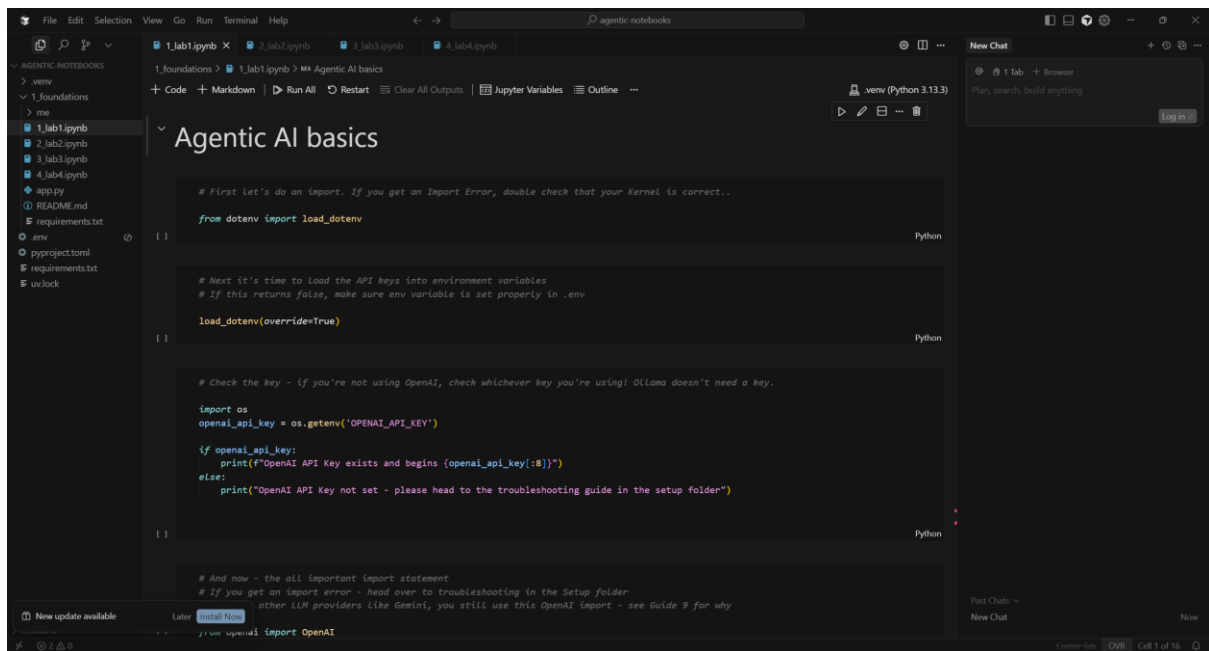 File Edit Selection View Go Run Terminal Help
agentic-notebooks
AGENTIC-NOTEBOOKS
.venv
1_foundations
me
1_lab1.ipynb
2_lab2.ipynb
3_lab3.ipynb
4_lab4.ipynb
app.py
README.md
requirements.txt
.env
pyproject.toml
requirements.txt
uv.lock
1_lab1.ipynb 2_lab2.ipynb 3_lab3.ipynb 4_lab4.ipynb
1_foundations > 1_lab1.ipynb > M↓ Agentic AI basics
+ Code + Markdown | Run All Restart Clear All Outputs | Jupyter Variables Outline ... .venv (Python 3.13.3)
Agentic AI basics
# First let's do an import. If you get an Import Error, double check that your Kernel is correct..
from dotenv import load_dotenv
[ ] Python
# Next it's time to load the API keys into environment variables
# If this returns false, make sure env variable is set properly in .env
load_dotenv(override=True)
[ ] Python
# Check the key - if you're not using OpenAI, check whichever key you're using! OLlama doesn't need a key.
import os
openai_api_key = os.getenv('OPENAI_API_KEY')
if openai_api_key:
print(f"OpenAI API Key exists and begins {openai_api_key[:8]}")
else:
print("OpenAI API Key not set - please head to the troubleshooting guide in the setup folder")
[ ] Python
# And now - the all important import statement
# If you get an import error - head over to troubleshooting in the Setup folder
other LLM providers like Gemini, you still use this OpenAI import - see Guide 9 for why
from openai import OpenAI
New update available Later Install Now
New Chat
@ 1 Tab + Browser
Plan, search, build anything
Log in
Past Chats
New Chat Now
2 0
Cursor Tab OVR Cell 1 of 16